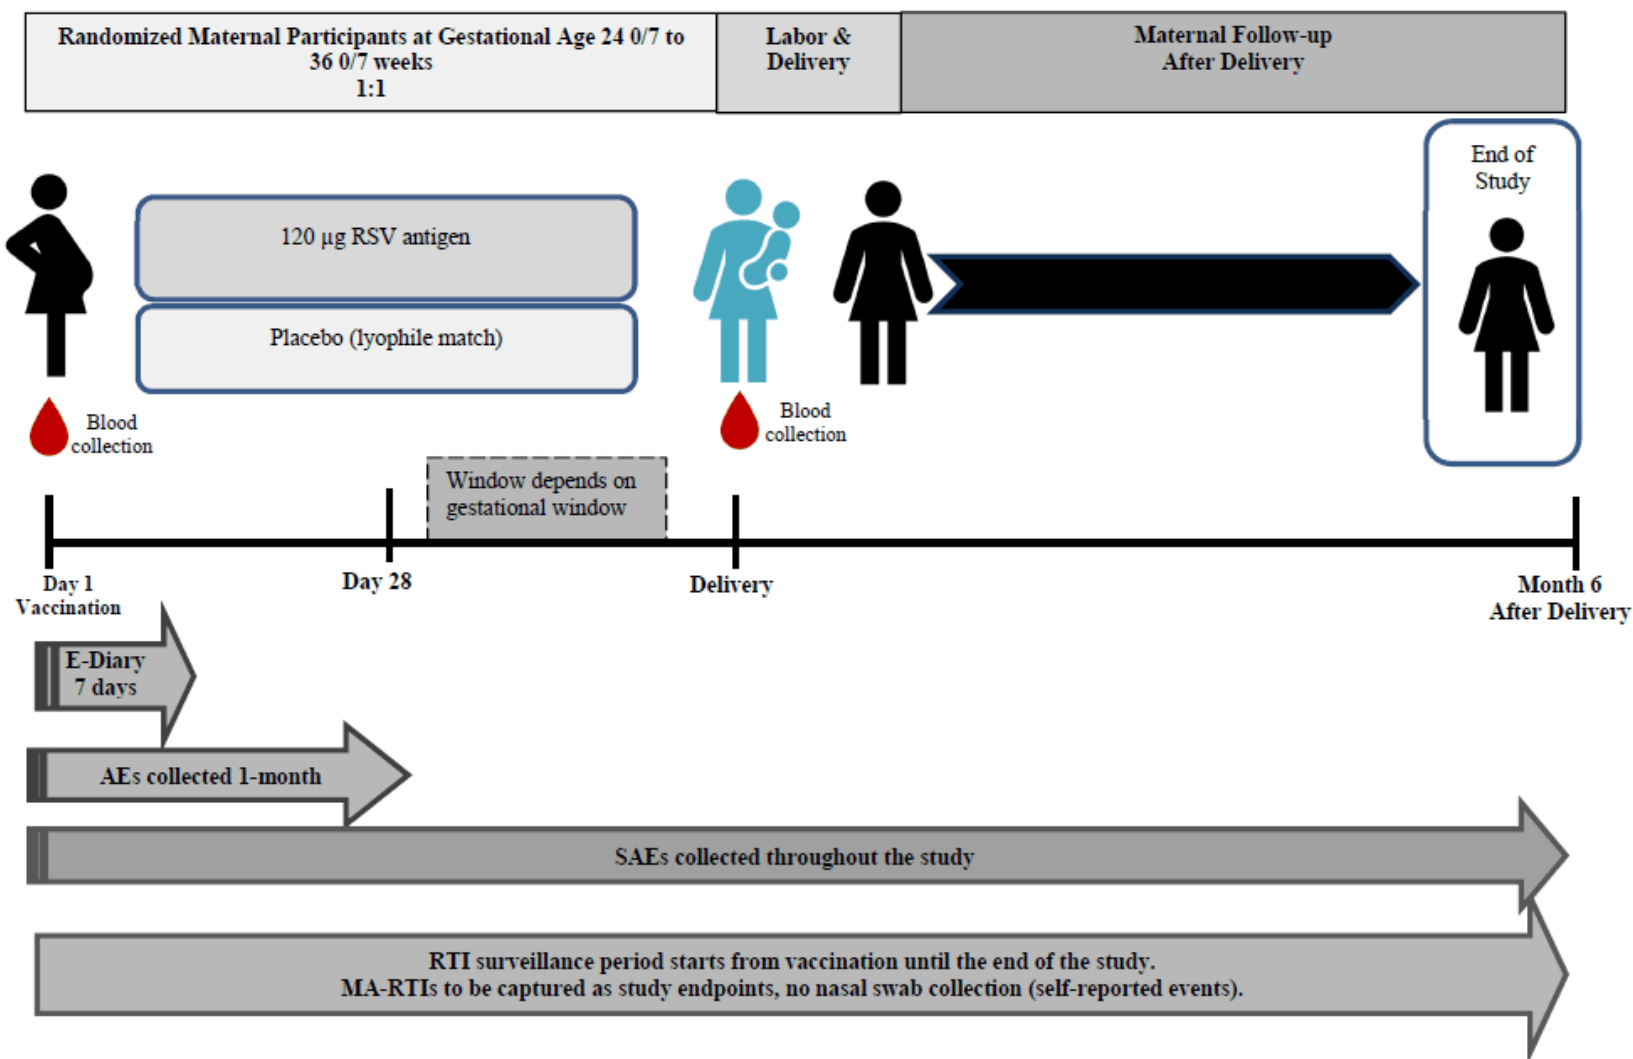 Randomized Maternal Participants at Gestational Age 24 0/7 to
36 0/7 weeks
1:1
Labor &
Delivery
Maternal Follow-up
After Delivery
End of
Study
120 µg RSV antigen
Placebo (lyophile match)
Blood
collection
Blood
collection
Window depends on
gestational window
Day 1
Vaccination
Day 28
Delivery
Month 6
After Delivery
E-Diary
7 days
AEs collected 1-month
SAEs collected throughout the study
RTI surveillance period starts from vaccination until the end of the study.
MA-RTIs to be captured as study endpoints, no nasal swab collection (self-reported events).